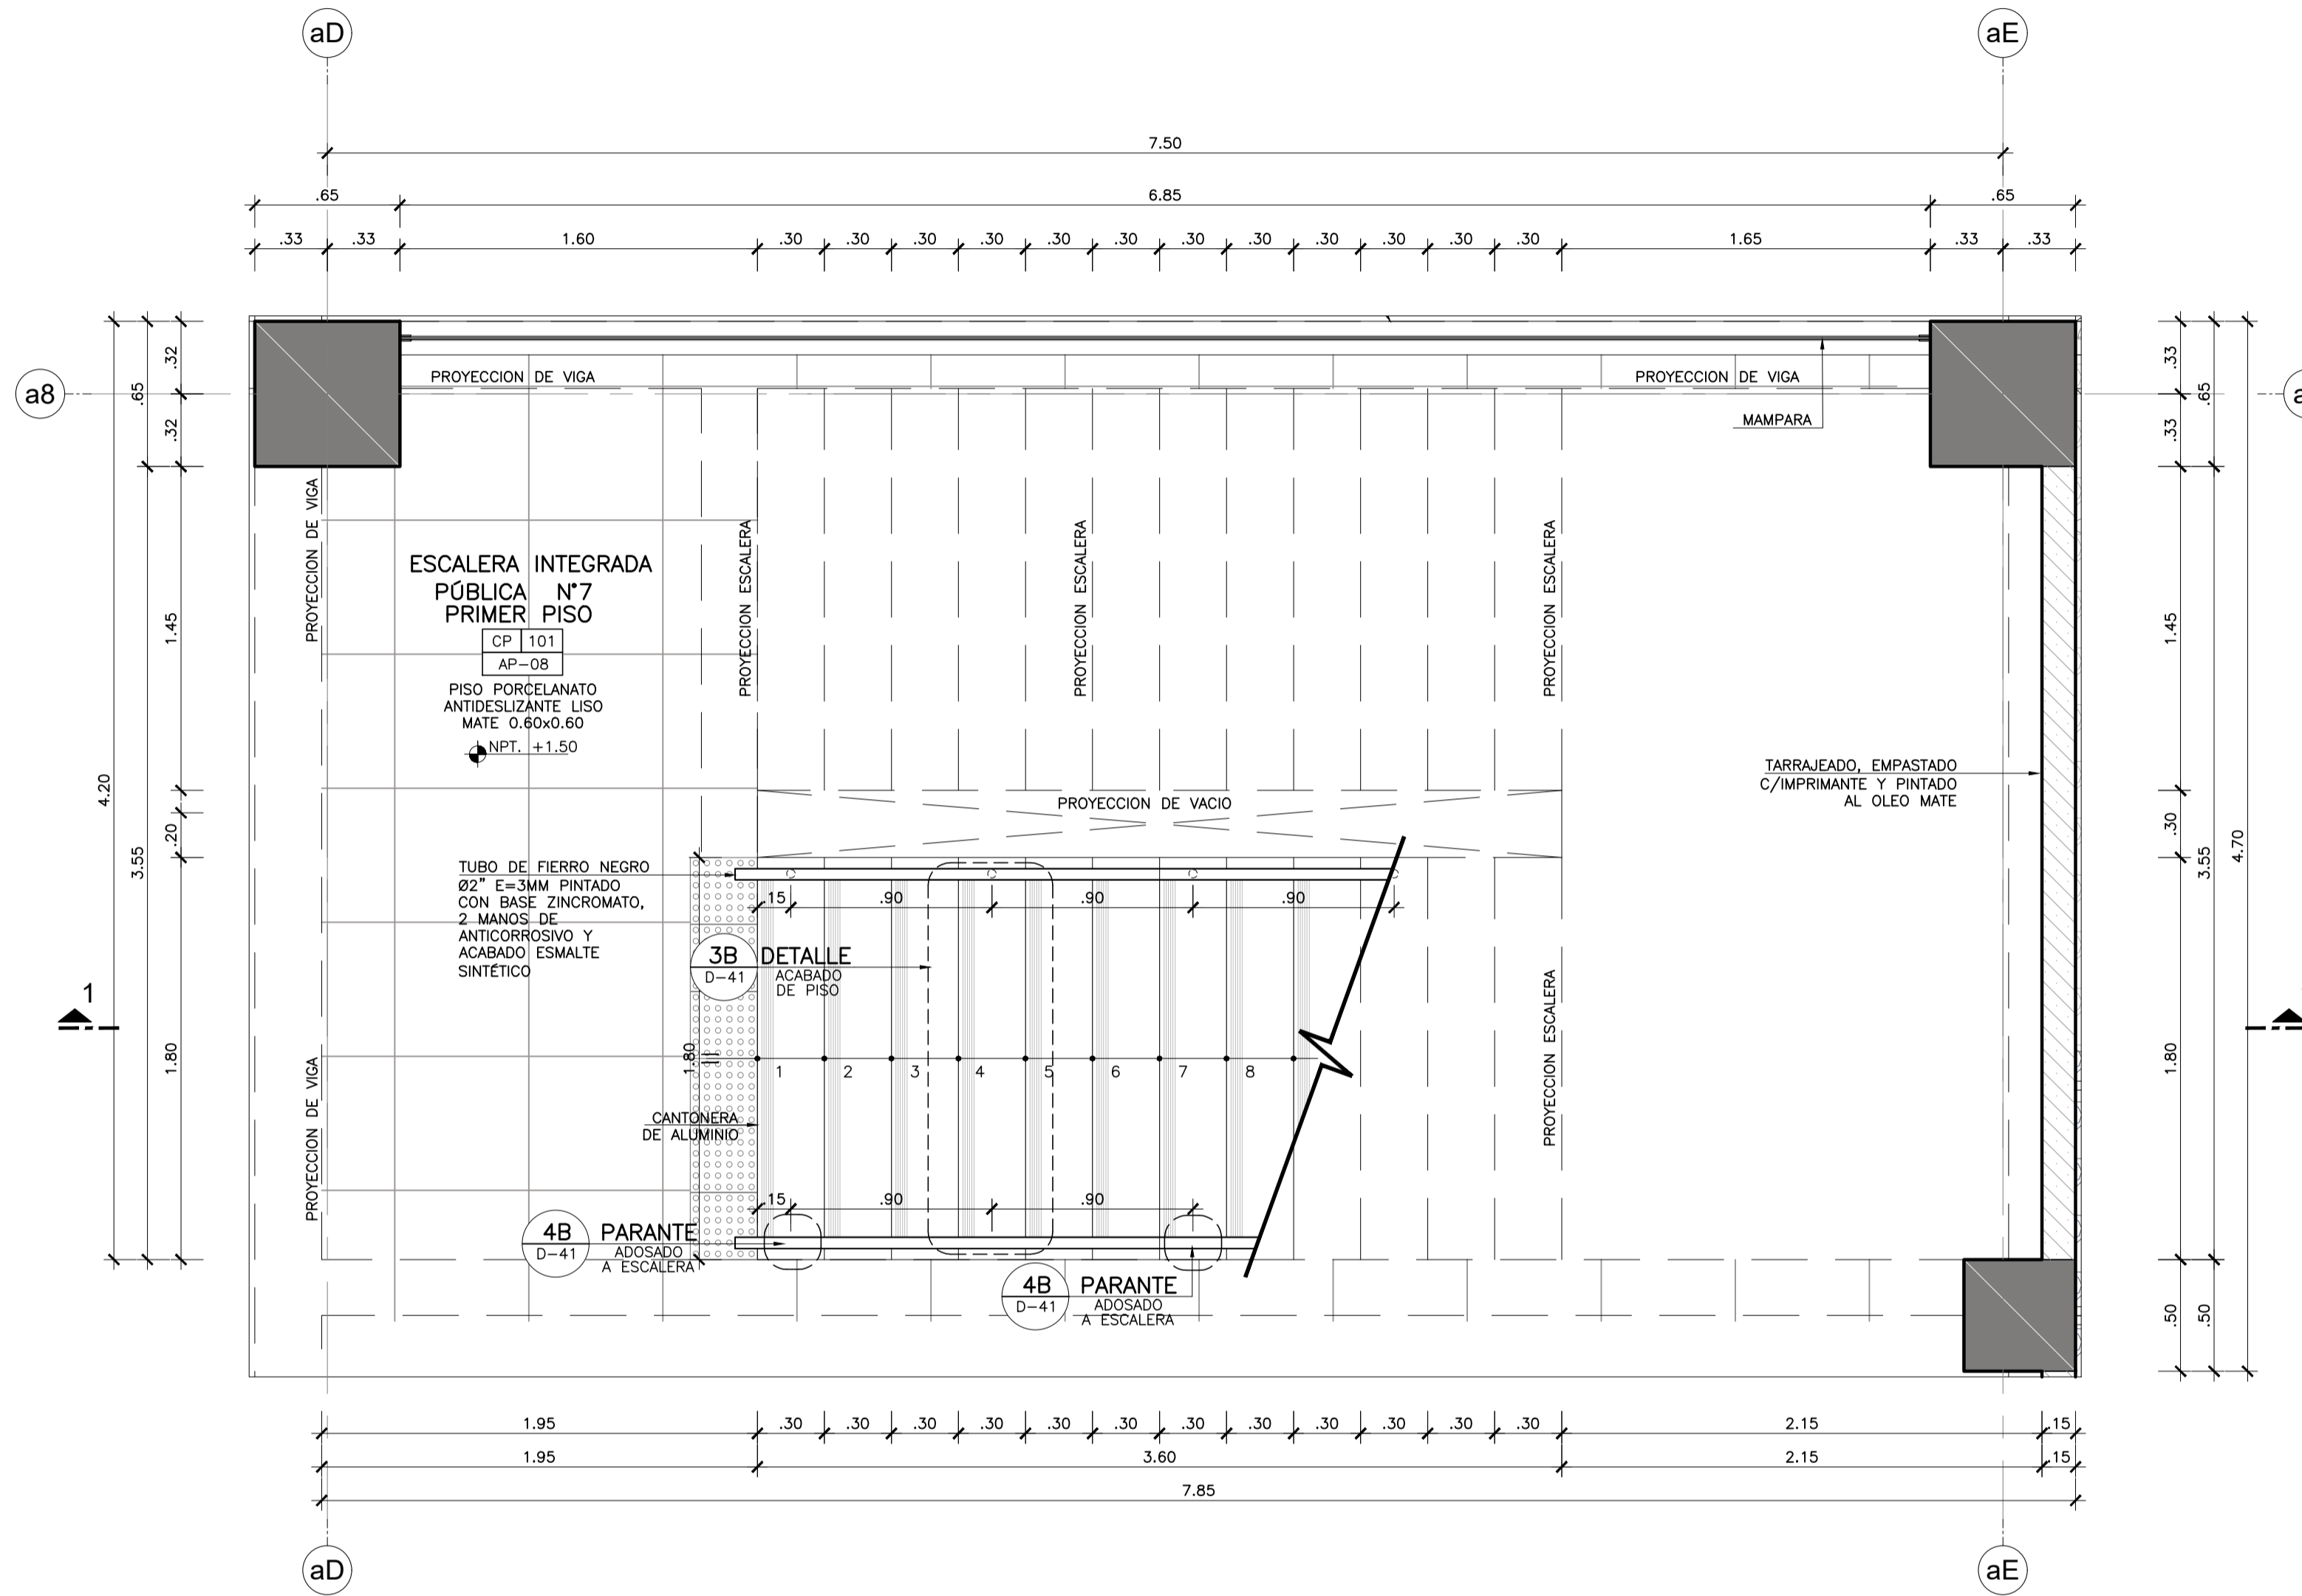 aD
aE
7.50
.65
6.85
.65
.33
.33
1.60
.30
.30
.30
.30
.30
.30
.30
.30
.30
.30
.30
.30
1.65
.33
.33
a8
4.20
3.55
.65
.32
.32
1.45
.20
1.80
PROYECCION DE VIGA
PROYECCION DE VIGA
MAMPARA
PROYECCION DE VIGA
ESCALERA INTEGRADA
PÚBLICA N°7
PRIMER PISO
CP 101
AP-08
PISO PORCELANATO
ANTIDESLIZANTE LISO
MATE 0.60x0.60
NPT. +1.50
PROYECCION ESCALERA
PROYECCION ESCALERA
PROYECCION ESCALERA
PROYECCION DE VACIO
TARRAJEADO, EMPASTADO
C/IMPRIMANTE Y PINTADO
AL OLEO MATE
TUBO DE FIERRO NEGRO
Ø2" E=3MM PINTADO
CON BASE ZINCROMATO,
2 MANOS DE
ANTICORROSIVO Y
ACABADO ESMALTE
SINTÉTICO
.15
.90
.90
.90
3B
D-41
DETALLE
ACABADO
DE PISO
PROYECCION ESCALERA
1
1.80
1
2
3
4
5
6
7
8
PROYECCION DE VIGA
CANTONERA
DE ALUMINIO
.15
.90
.90
4B
D-41
PARANTE
ADOSADO
A ESCALERA
4B
D-41
PARANTE
ADOSADO
A ESCALERA
.33
.33
.65
1.45
.30
3.55
4.70
1.80
.50
.50
1.95
.30
.30
.30
.30
.30
.30
.30
.30
.30
.30
.30
.30
2.15
.15
1.95
3.60
2.15
.15
7.85
aD
aE